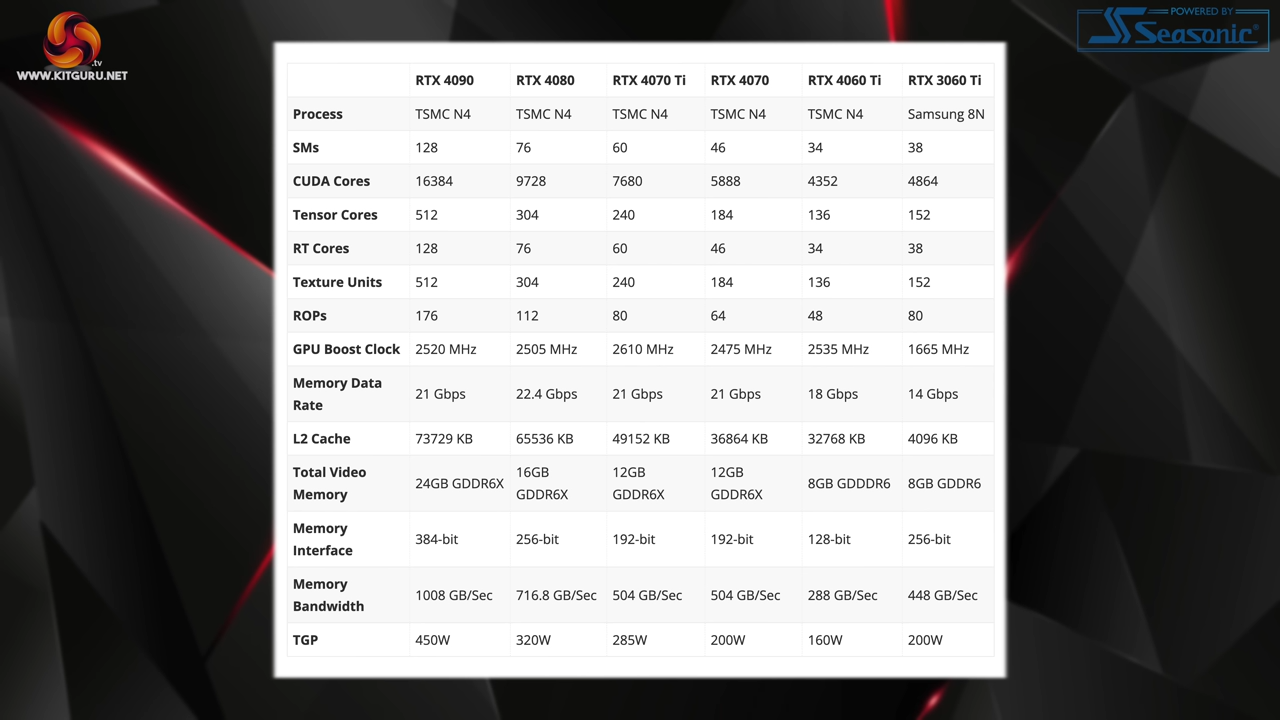 .tv
WWW.KITGURU.NET
POWERED BY
Seasonic®
RTX 4090 RTX 4080 RTX 4070 Ti RTX 4070 RTX 4060 Ti RTX 3060 Ti
Process TSMC N4 TSMC N4 TSMC N4 TSMC N4 TSMC N4 Samsung 8N
SMs 128 76 60 46 34 38
CUDA Cores 16384 9728 7680 5888 4352 4864
Tensor Cores 512 304 240 184 136 152
RT Cores 128 76 60 46 34 38
Texture Units 512 304 240 184 136 152
ROPs 176 112 80 64 48 80
GPU Boost Clock 2520 MHz 2505 MHz 2610 MHz 2475 MHz 2535 MHz 1665 MHz
Memory Data
Rate
21 Gbps 22.4 Gbps 21 Gbps 21 Gbps 18 Gbps 14 Gbps
L2 Cache 73729 KB 65536 KB 49152 KB 36864 KB 32768 KB 4096 KB
Total Video
Memory
24GB GDDR6X 16GB
GDDR6X
12GB
GDDR6X
12GB
GDDR6X
8GB GDDDR6 8GB GDDR6
Memory
Interface
384-bit 256-bit 192-bit 192-bit 128-bit 256-bit
Memory
Bandwidth
1008 GB/Sec 716.8 GB/Sec 504 GB/Sec 504 GB/Sec 288 GB/Sec 448 GB/Sec
TGP 450W 320W 285W 200W 160W 200W